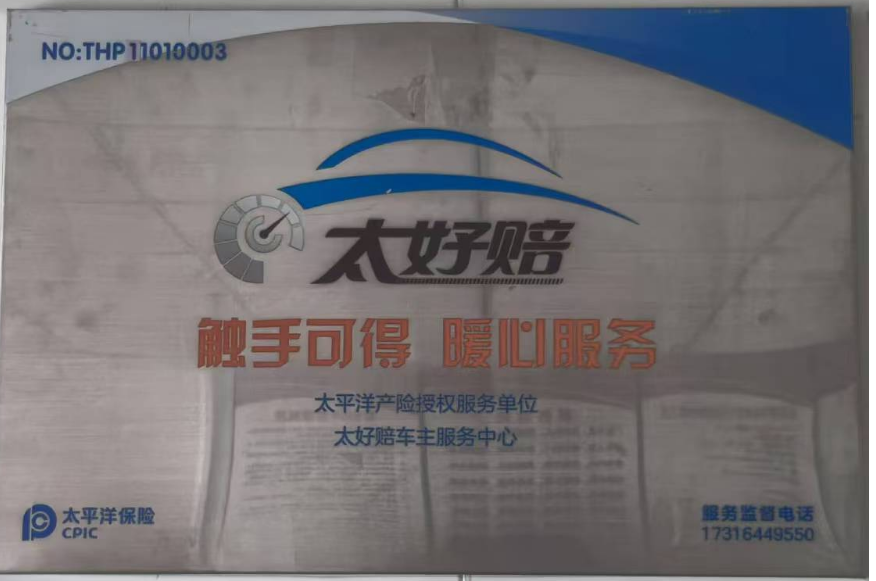 NO:THP11010003
太好赔
触手可得 暖心服务
太平洋产险授权服务单位
太好赔车主服务中心
太平洋保险
CPIC
服务监督电话
17316449550